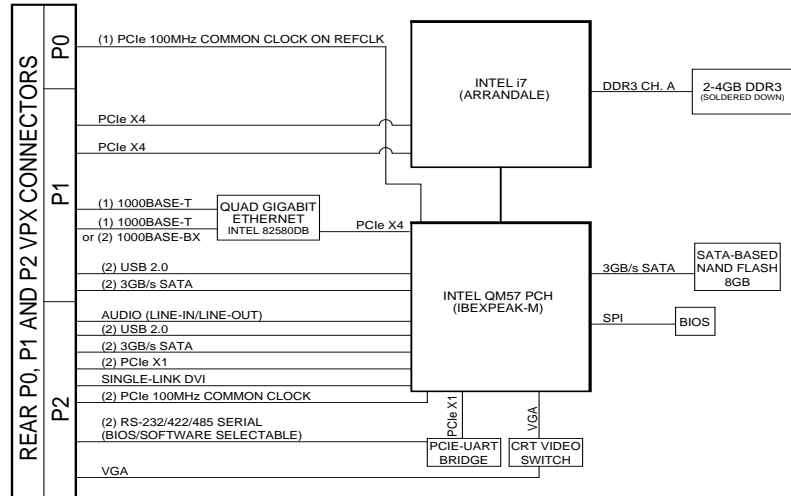 REAR P0, P1 AND P2 VPX CONNECTORS
P0
(1) PCIe 100MHz COMMON CLOCK ON REFCLK
INTEL i7
(ARRANDALE)
DDR3 CH. A
2-4GB DDR3
(SOLDERED DOWN)
P1
PCIe X4
PCIe X4
(1) 1000BASE-T
(1) 1000BASE-T
or (2) 1000BASE-BX
QUAD GIGABIT
ETHERNET
INTEL 82580DB
PCIe X4
(2) USB 2.0
(2) 3GB/s SATA
INTEL QM57 PCH
(IBEXPEAK-M)
3GB/s SATA
SATA-BASED
NAND FLASH
8GB
SPI
BIOS
P2
AUDIO (LINE-IN/LINE-OUT)
(2) USB 2.0
(2) 3GB/s SATA
(2) PCIe X1
SINGLE-LINK DVI
(2) PCIe 100MHz COMMON CLOCK
(2) RS-232/422/485 SERIAL
(BIOS/SOFTWARE SELECTABLE)
PCIe X1
VGA
PCIE-UART
BRIDGE
CRT VIDEO
SWITCH
VGA